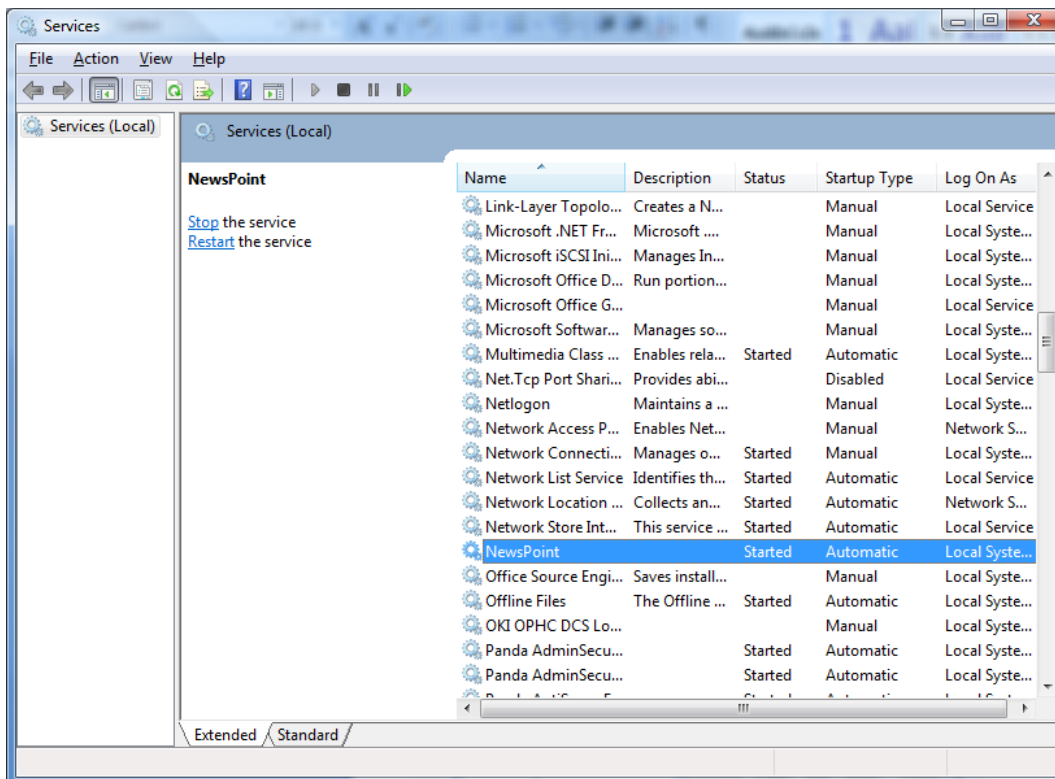 Services
File Action View Help
Services (Local)
Services (Local)
NewsPoint
Stop the service
Restart the service
Name Description Status Startup Type Log On As
Link-Layer Topolo... Creates a N... Manual Local Service
Microsoft .NET Fr... Microsoft .... Manual Local Syste...
Microsoft iSCSI Ini... Manages In... Manual Local Syste...
Microsoft Office D... Run portion... Manual Local Syste...
Microsoft Office G... Manual Local Service
Microsoft Softwar... Manages so... Manual Local Syste...
Multimedia Class ... Enables rela... Started Automatic Local Syste...
Net.Tcp Port Shari... Provides abi... Disabled Local Service
Netlogon Maintains a ... Manual Local Syste...
Network Access P... Enables Net... Manual Network S...
Network Connecti... Manages o... Started Manual Local Syste...
Network List Service Identifies th... Started Automatic Local Service
Network Location ... Collects an... Started Automatic Network S...
Network Store Int... This service ... Started Automatic Local Service
NewsPoint Started Automatic Local Syste...
Office Source Engi... Saves install... Manual Local Syste...
Offline Files The Offline ... Started Automatic Local Syste...
OKI OPHC DCS Lo... Manual Local Syste...
Panda AdminSecu... Started Automatic Local Syste...
Panda AdminSecu... Started Automatic Local Syste...
Extended Standard